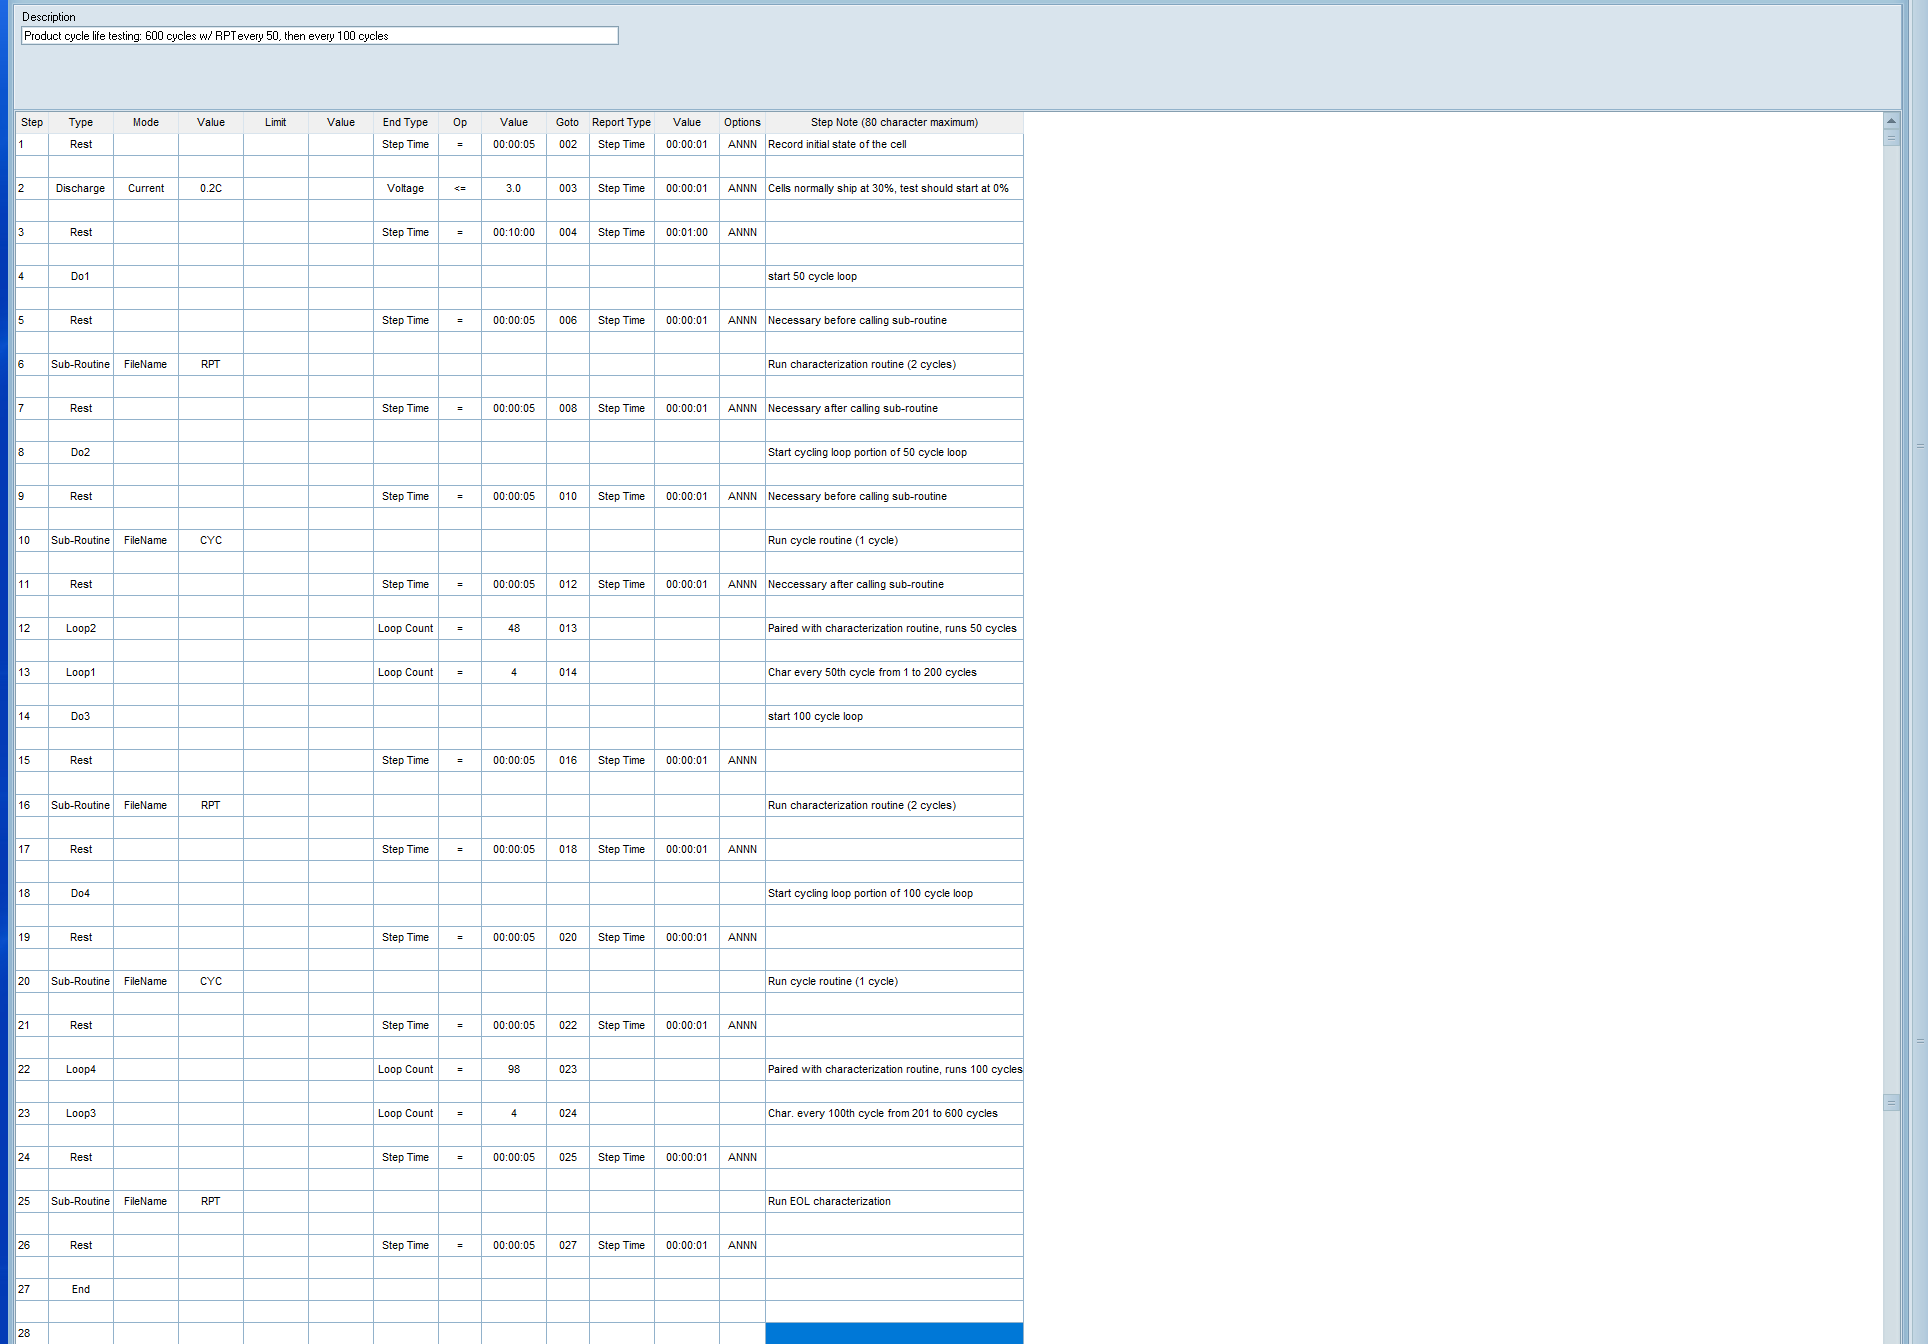 Description
Product cycle life testing: 600 cycles w/ RPT every 50, then every 100 cycles
Step Type Mode Value Limit Value End Type Op Value Goto Report Type Value Options Step Note (80 character maximum)
1 Rest Step Time = 00:00:05 002 Step Time 00:00:01 ANNN Record initial state of the cell
2 Discharge Current 0.2C Voltage <= 3.0 003 Step Time 00:00:01 ANNN Cells normally ship at 30%, test should start at 0%
3 Rest Step Time = 00:10:00 004 Step Time 00:01:00 ANNN
4 Do1 start 50 cycle loop
5 Rest Step Time = 00:00:05 006 Step Time 00:00:01 ANNN Necessary before calling sub-routine
6 Sub-Routine FileName RPT Run characterization routine (2 cycles)
7 Rest Step Time = 00:00:05 008 Step Time 00:00:01 ANNN Necessary after calling sub-routine
8 Do2 Start cycling loop portion of 50 cycle loop
9 Rest Step Time = 00:00:05 010 Step Time 00:00:01 ANNN Necessary before calling sub-routine
10 Sub-Routine FileName CYC Run cycle routine (1 cycle)
11 Rest Step Time = 00:00:05 012 Step Time 00:00:01 ANNN Neccessary after calling sub-routine
12 Loop2 Loop Count = 48 013 Paired with characterization routine, runs 50 cycles
13 Loop1 Loop Count = 4 014 Char every 50th cycle from 1 to 200 cycles
14 Do3 start 100 cycle loop
15 Rest Step Time = 00:00:05 016 Step Time 00:00:01 ANNN
16 Sub-Routine FileName RPT Run characterization routine (2 cycles)
17 Rest Step Time = 00:00:05 018 Step Time 00:00:01 ANNN
18 Do4 Start cycling loop portion of 100 cycle loop
19 Rest Step Time = 00:00:05 020 Step Time 00:00:01 ANNN
20 Sub-Routine FileName CYC Run cycle routine (1 cycle)
21 Rest Step Time = 00:00:05 022 Step Time 00:00:01 ANNN
22 Loop4 Loop Count = 98 023 Paired with characterization routine, runs 100 cycles
23 Loop3 Loop Count = 4 024 Char. every 100th cycle from 201 to 600 cycles
24 Rest Step Time = 00:00:05 025 Step Time 00:00:01 ANNN
25 Sub-Routine FileName RPT Run EOL characterization
26 Rest Step Time = 00:00:05 027 Step Time 00:00:01 ANNN
27 End
28